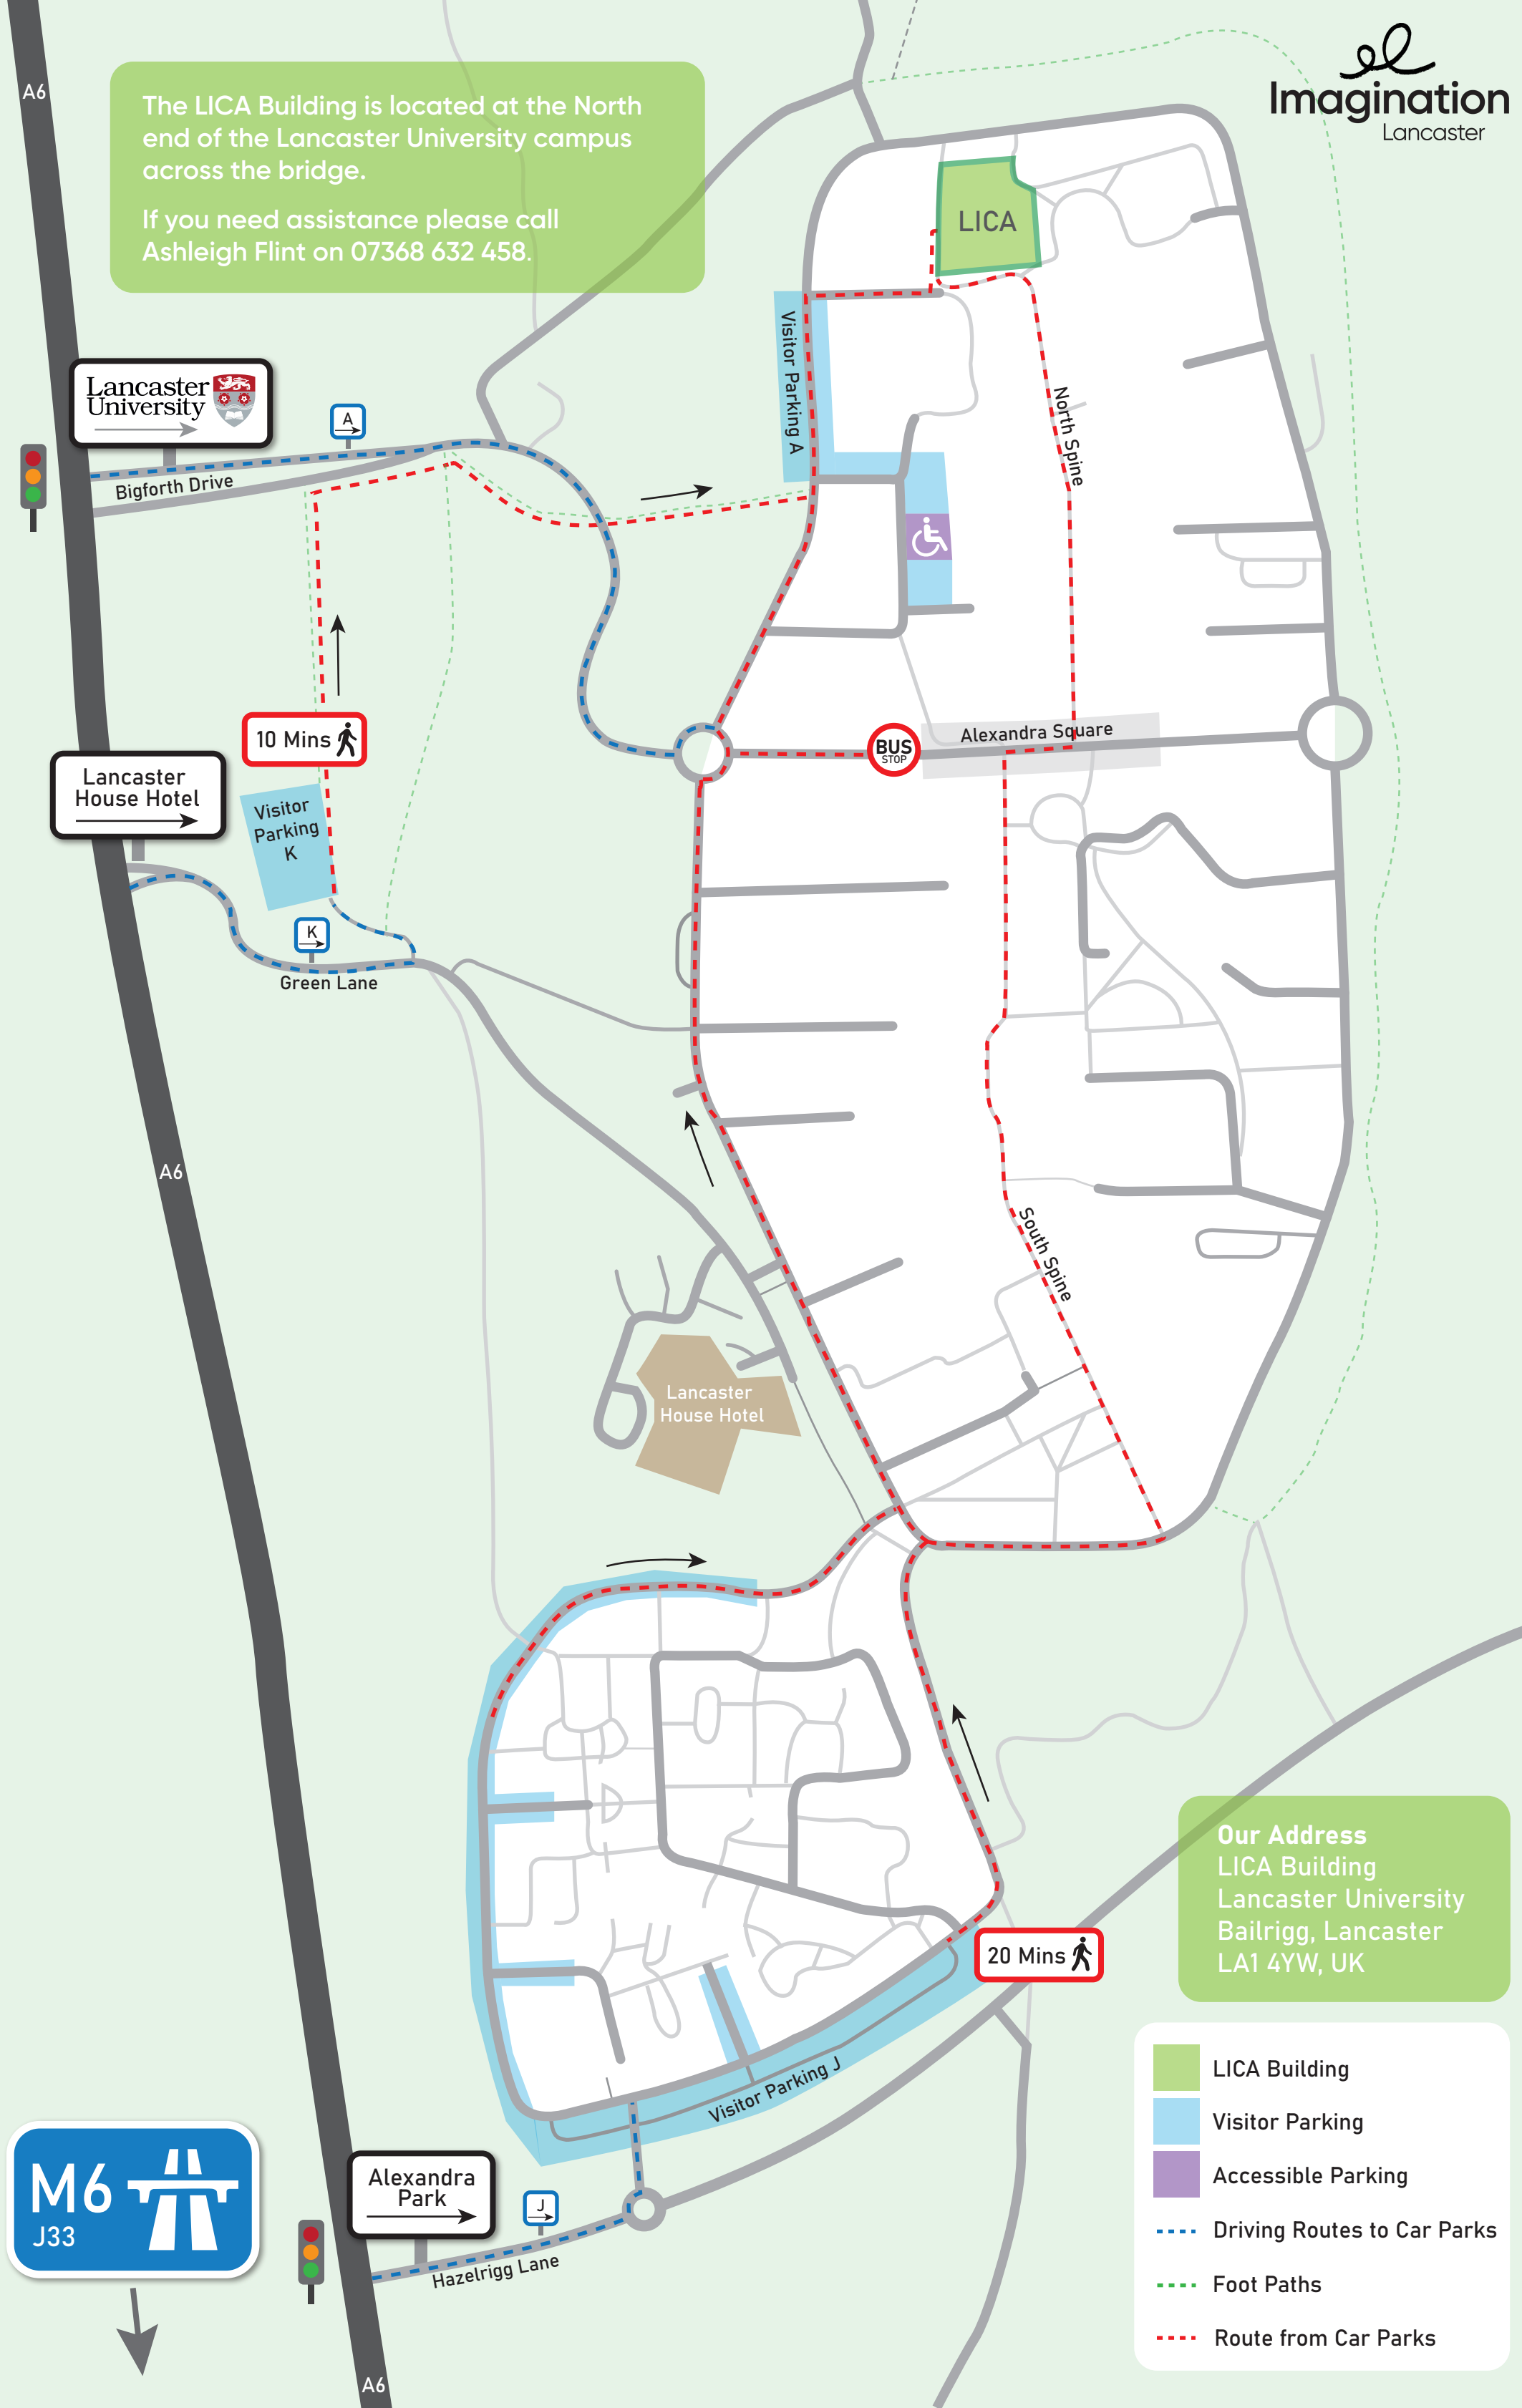 A6
The LICA Building is located at the North
end of the Lancaster University campus
across the bridge.
If you need assistance please call
Ashleigh Flint on 07368 632 458.
Imagination
Lancaster
LICA
Visitor Parking A
North Spine
Lancaster
University
A
Bigforth Drive
10 Mins
BUS
STOP
Alexandra Square
Lancaster
House Hotel
Visitor
Parking
K
K
Green Lane
A6
South Spine
Lancaster
House Hotel
20 Mins
Our Address
LICA Building
Lancaster University
Bailrigg, Lancaster
LA1 4YW, UK
Visitor Parking J
M6
J33
Alexandra
Park
J
Hazelrigg Lane
A6
LICA Building
Visitor Parking
Accessible Parking
Driving Routes to Car Parks
Foot Paths
Route from Car Parks